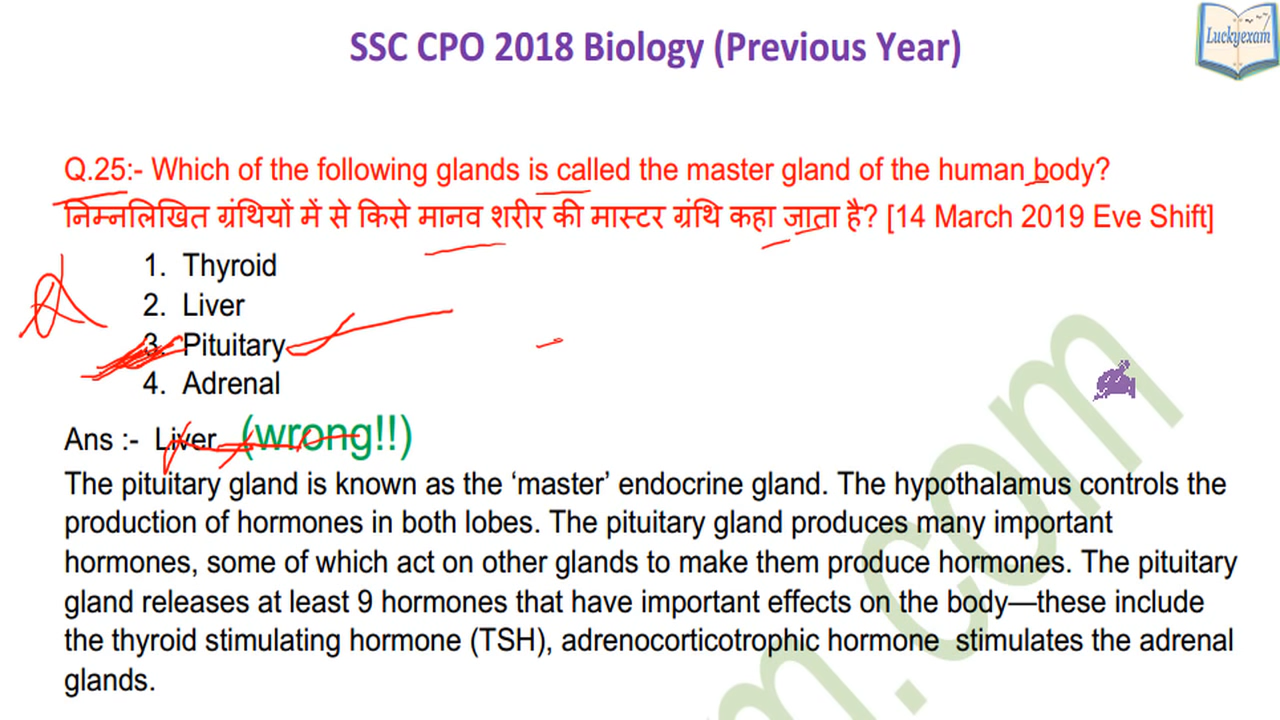 SSC CPO 2018 Biology (Previous Year)
Luckyexam
Q.25:- Which of the following glands is called the master gland of the human body?
निम्नलिखित ग्रंथियों में से किसे मानव शरीर की मास्टर ग्रंथि कहा जाता है? [14 March 2019 Eve Shift]
1. Thyroid
2. Liver
3. Pituitary
4. Adrenal
Ans :- Liver (wrong!!)
The pituitary gland is known as the ‘master’ endocrine gland. The hypothalamus controls the
production of hormones in both lobes. The pituitary gland produces many important
hormones, some of which act on other glands to make them produce hormones. The pituitary
gland releases at least 9 hormones that have important effects on the body—these include
the thyroid stimulating hormone (TSH), adrenocorticotrophic hormone stimulates the adrenal
glands.
m.com